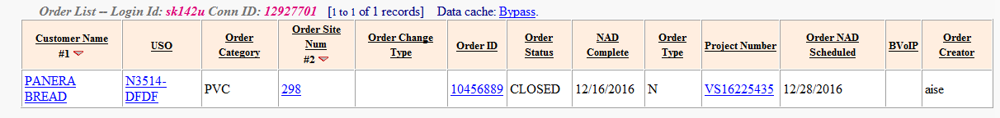 Order List -- Login Id: sk142u Conn ID: 12927701 [1 to 1 of 1 records] Data cache: Bypass.
Customer Name #1 USO Order Category Order Site Num #2 Order Change Type Order ID Order Status NAD Complete Order Type Project Number Order NAD Scheduled BVoIP Order Creator
PANERA BREAD N3514-DFDF PVC 298 10456889 CLOSED 12/16/2016 N VS16225435 12/28/2016 aise